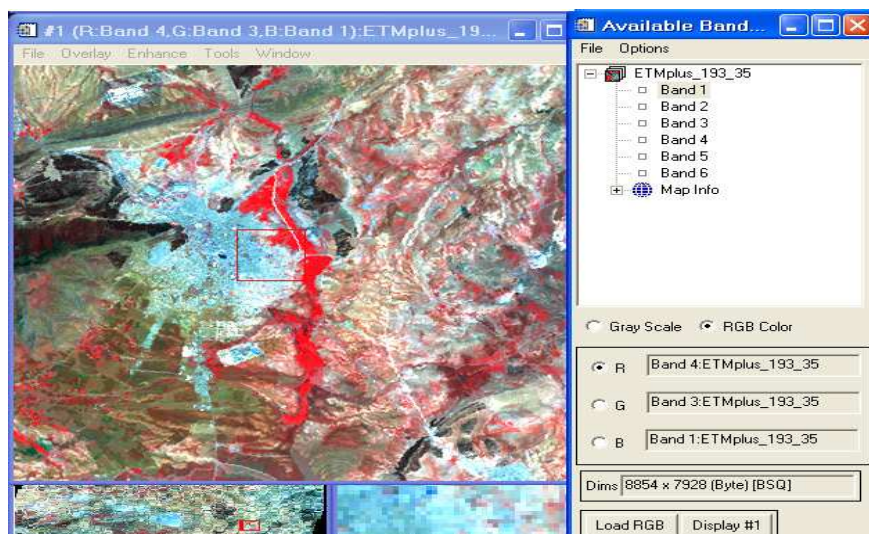 #1 (R:Band 4,G:Band 3,B:Band 1):ETMplus_19...
File Overlay Enhance Tools Window
Available Band...
File Options
ETMplus_193_35
Band 1
Band 2
Band 3
Band 4
Band 5
Band 6
Map Info
Gray Scale RGB Color
R Band 4:ETMplus_193_35
G Band 3:ETMplus_193_35
B Band 1:ETMplus_193_35
Dims 8854 x 7928 (Byte) [BSQ]
Load RGB Display #1